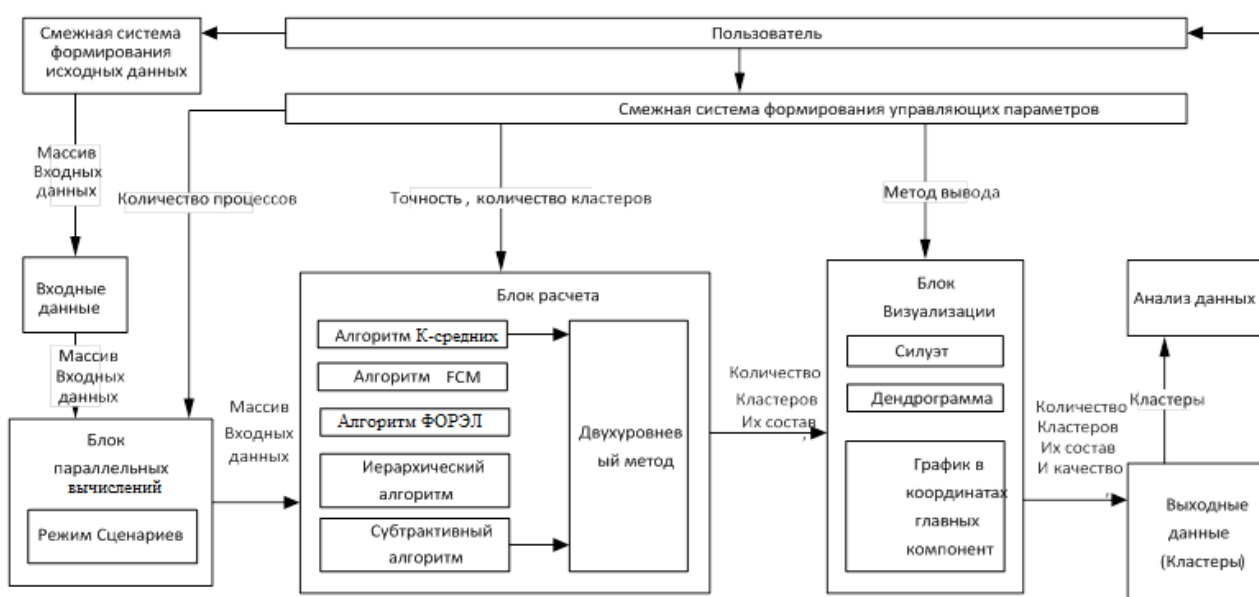 Смежная система
формирования
исходных данных
Пользователь
Смежная система формирования управляющих параметров
Массив
Входных
данных
Количество процессов
Точность , количество кластеров
Метод вывода
Входные
данные
Массив
Входных
данных
Блок
параллельных
вычислений
Режим Сценариев
Массив
Входных
данных
Блок расчета
Алгоритм К-средних
Алгоритм FCM
Алгоритм ФОРЭЛ
Иерархический
алгоритм
Субтрактивный
алгоритм
Двухуровнев
ый метод
Количество
Кластеров
Их состав
,
Блок
Визуализации
Силуэт
Дендрограмма
График в
координатах
главных
компонент
Количество
Кластеров
Их состав
И качество
,,
Анализ данных
Кластеры
Выходные
данные
(Кластеры)